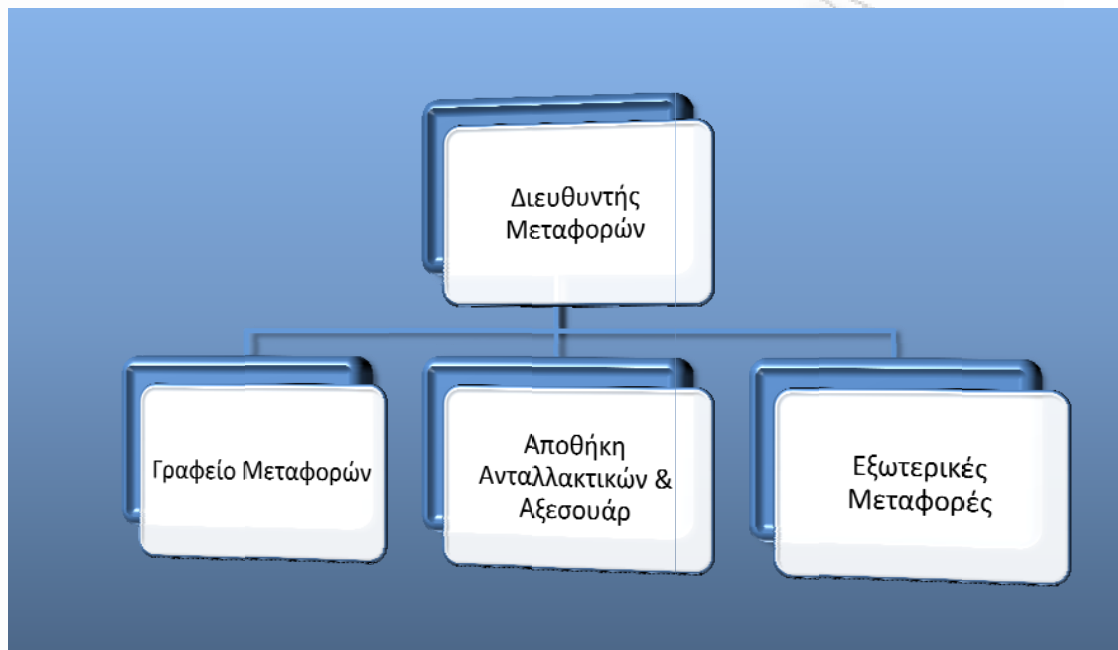 Διευθυντής
Μεταφορών
Γραφείο Μεταφορών
Αποθήκη
Ανταλλακτικών &
Αξεσουάρ
Εξωτερικές
Μεταφορές